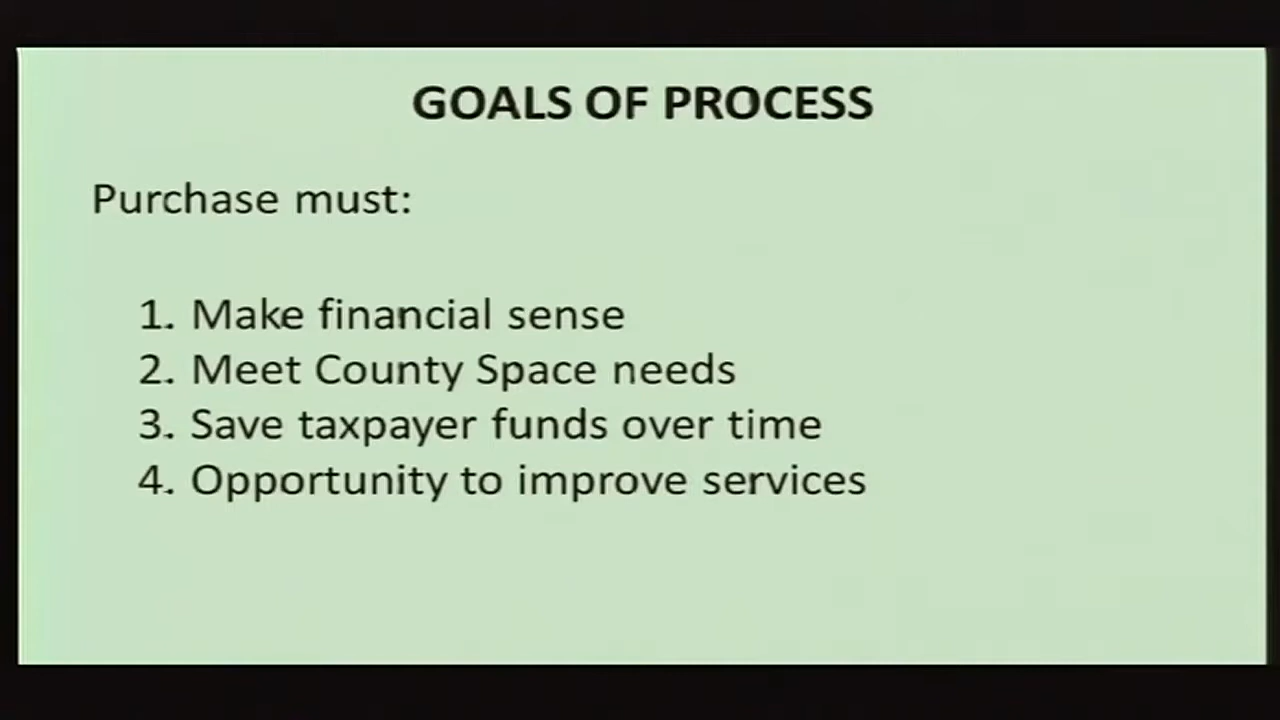 GOALS OF PROCESS
Purchase must:
1. Make financial sense
2. Meet County Space needs
3. Save taxpayer funds over time
4. Opportunity to improve services